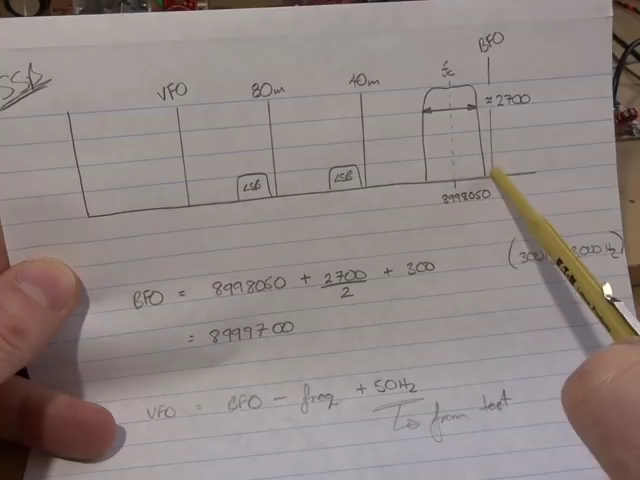 SSB
VFO 80m 40m fc BFO
≈2700
LSB LSB
8998050
BFO = 8998050 + 2700/2 + 300
(300 3000Hz)
= 8999700
VFO = BFO - freq + 50Hz
↳ from test